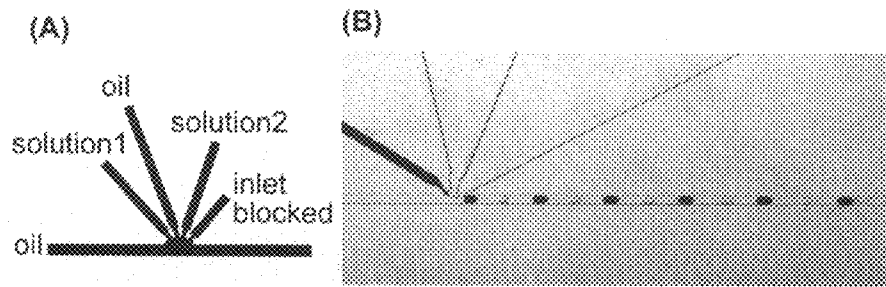 (A)
oil
solution1
solution2
inlet
blocked
oil
(B)